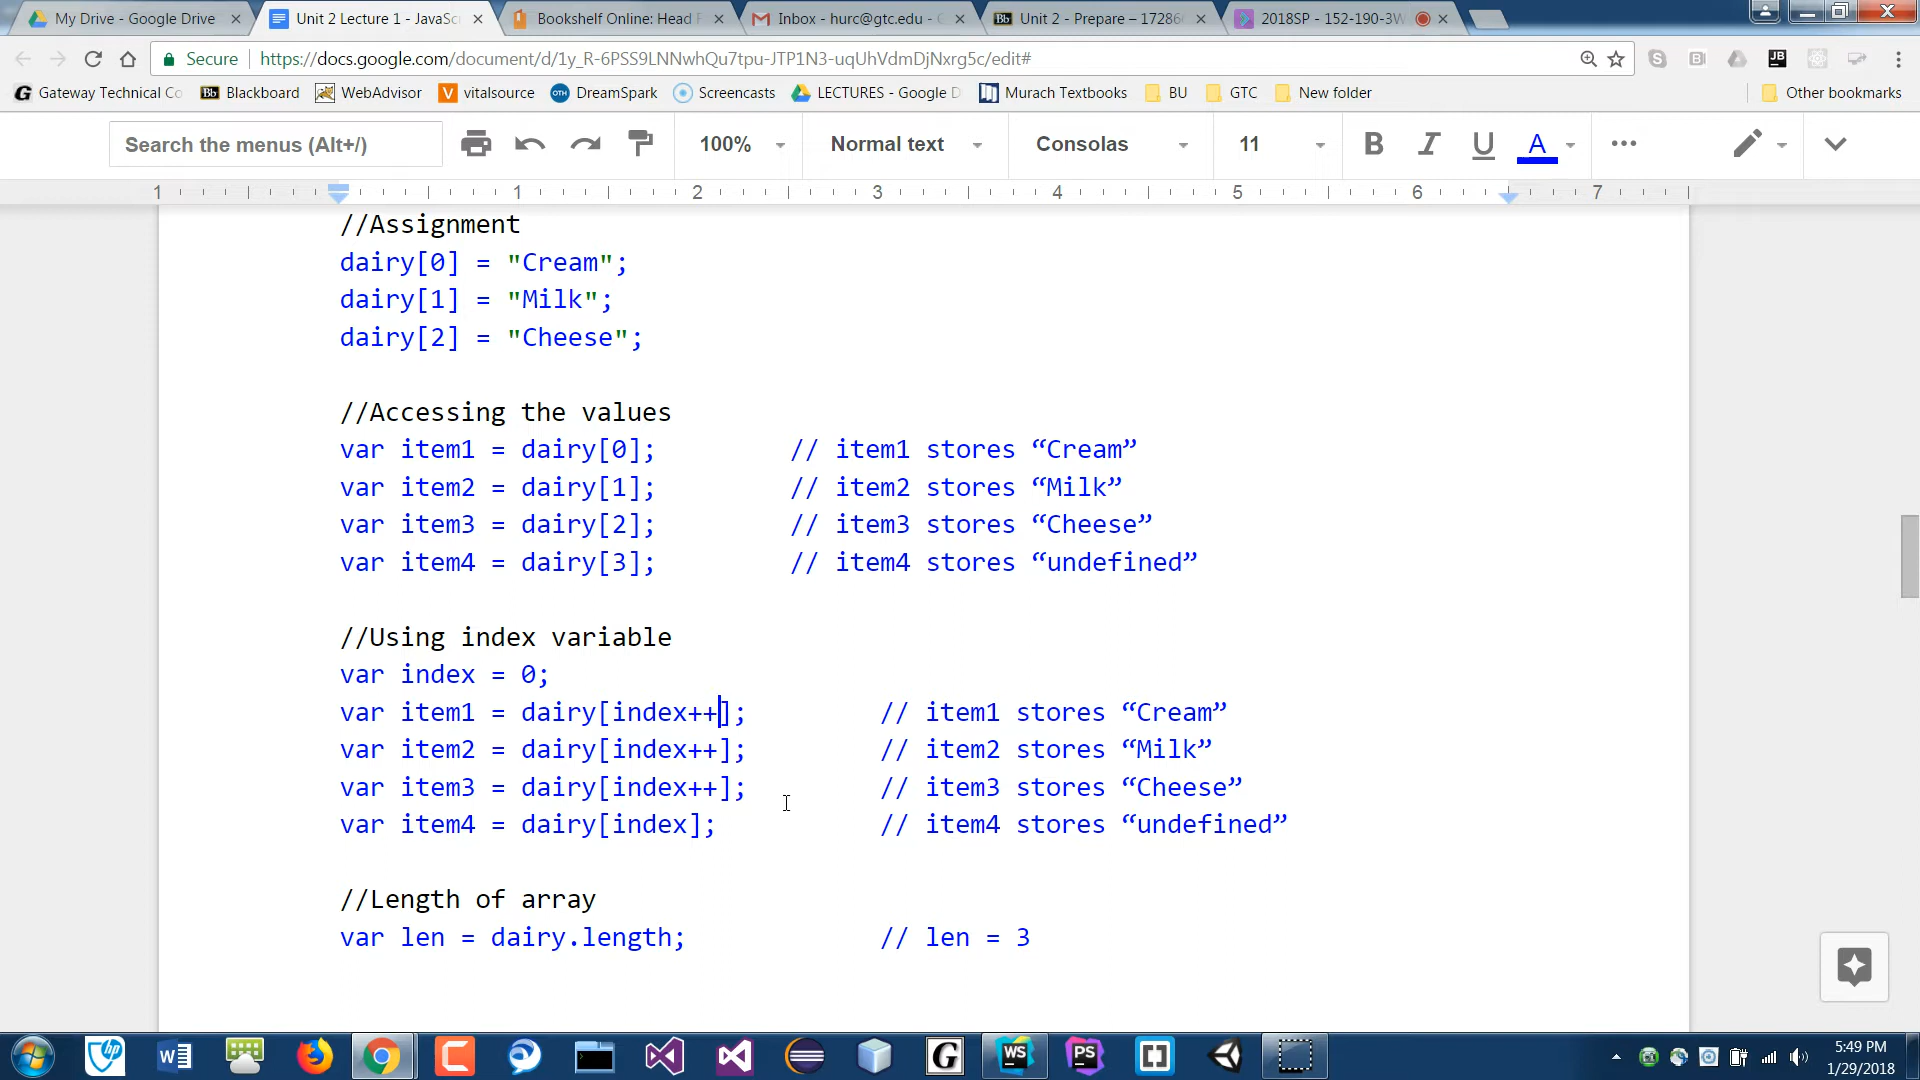 My Drive - Google Drive
Unit 2 Lecture 1 - JavaSc
Bookshelf Online: Head F
Inbox - hurc@gtc.edu - G
Unit 2 - Prepare – 17286
2018SP - 152-190-3W
Secure
https://docs.google.com/document/d/1y_R-6PSS9LNNwhQu7tpu-JTP1N3-uqUhVdmDjNxrg5c/edit#
Gateway Technical Co
Blackboard
WebAdvisor
vitalsource
DreamSpark
Screencasts
LECTURES - Google D
Murach Textbooks
BU
GTC
New folder
Other bookmarks
Search the menus (Alt+/)
100%
Normal text
Consolas
11
B I U A
1 1 2 3 4 5 6 7
//Assignment
dairy[0] = "Cream";
dairy[1] = "Milk";
dairy[2] = "Cheese";
//Accessing the values
var item1 = dairy[0]; // item1 stores “Cream”
var item2 = dairy[1]; // item2 stores “Milk”
var item3 = dairy[2]; // item3 stores “Cheese”
var item4 = dairy[3]; // item4 stores “undefined”
//Using index variable
var index = 0;
var item1 = dairy[index++]; // item1 stores “Cream”
var item2 = dairy[index++]; // item2 stores “Milk”
var item3 = dairy[index++]; // item3 stores “Cheese”
var item4 = dairy[index]; // item4 stores “undefined”
//Length of array
var len = dairy.length; // len = 3
5:49 PM
1/29/2018